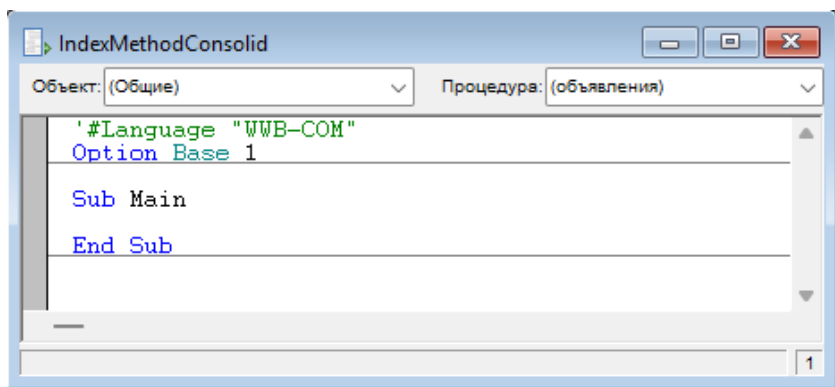 IndexMethodConsolid
Объект: (Общие) Процедура: (объявления)
'#Language "WWB-COM"
Option Base 1
Sub Main
End Sub
1